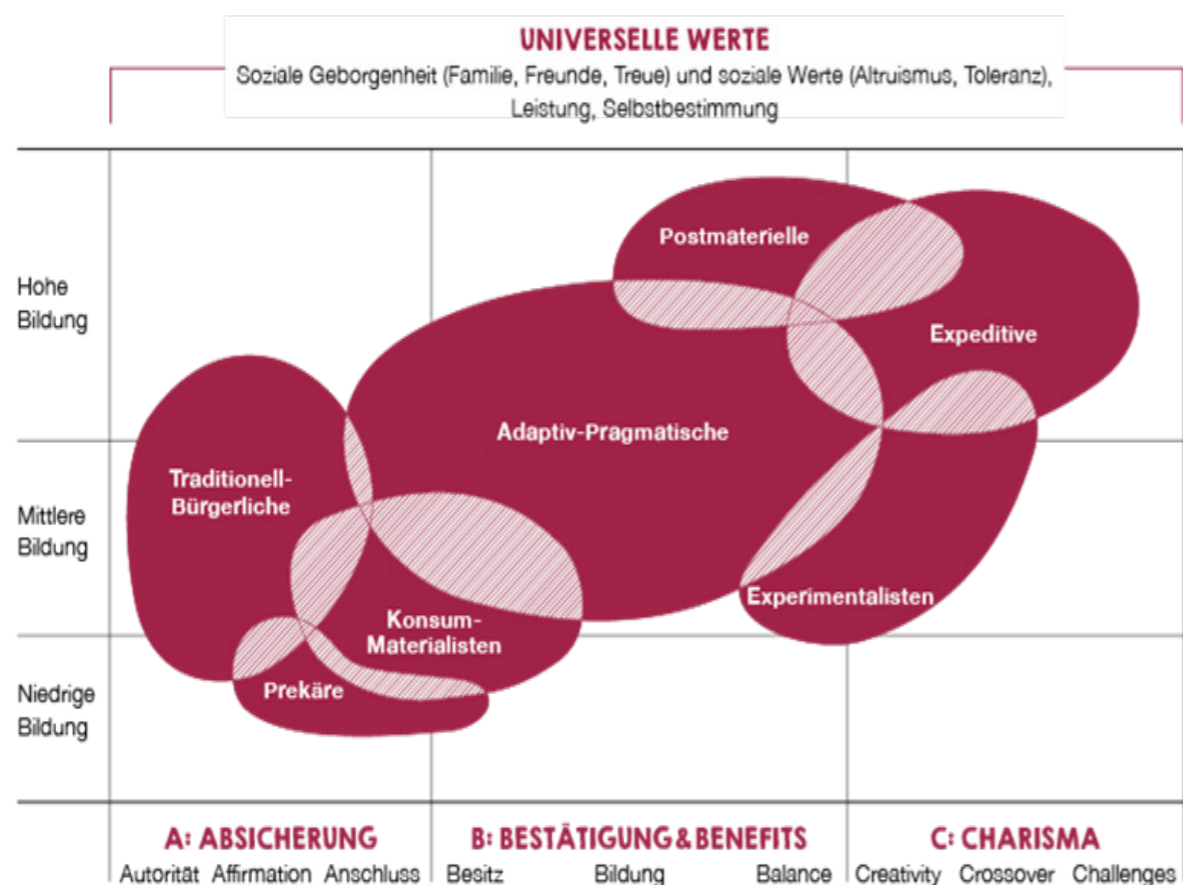 UNIVERSELLE WERTE
Soziale Geborgenheit (Familie, Freunde, Treue) und soziale Werte (Altruismus, Toleranz),
Leistung, Selbstbestimmung
Hohe
Bildung
Postmaterielle
Expeditive
Adaptiv-Pragmatische
Mittlere
Bildung
Traditionell-
Bürgerliche
Experimentalisten
Konsum-
Materialisten
Niedrige
Bildung
Prekäre
A: ABSICHERUNG
Autorität Affirmation Anschluss
B: BESTÄTIGUNG & BENEFITS
Besitz Bildung Balance
C: CHARISMA
Creativity Crossover Challenges